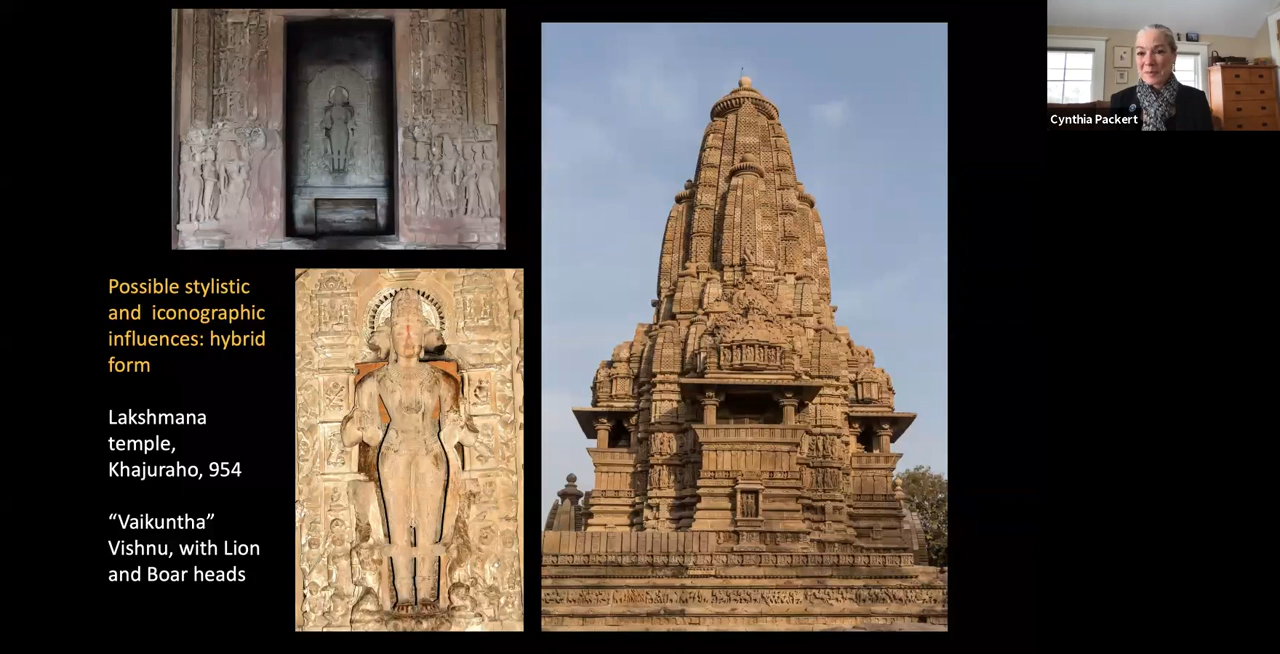 Cynthia Packert
Possible stylistic
and iconographic
influences: hybrid
form
Lakshmana
temple,
Khajuraho, 954
“Vaikuntha”
Vishnu, with Lion
and Boar heads